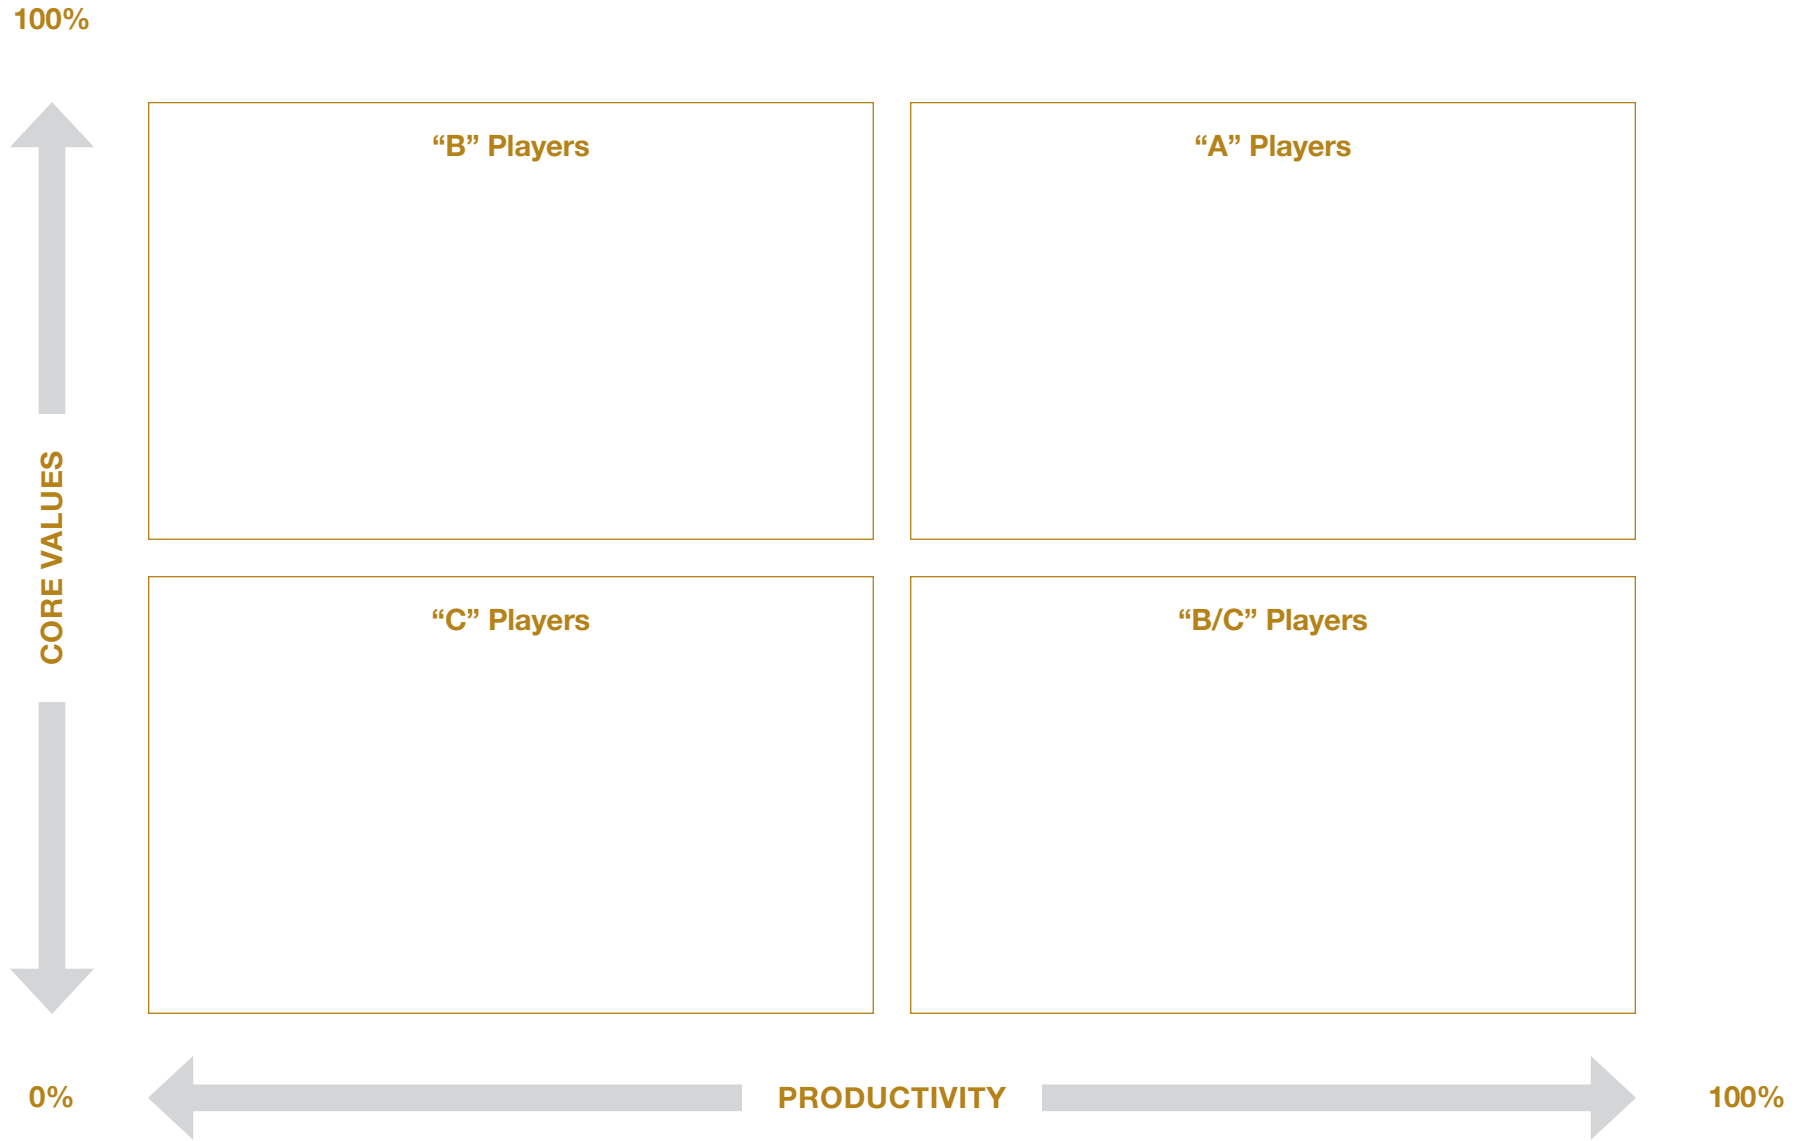 100%
“B” Players
“A” Players
CORE VALUES
“C” Players
“B/C” Players
0%
PRODUCTIVITY
100%